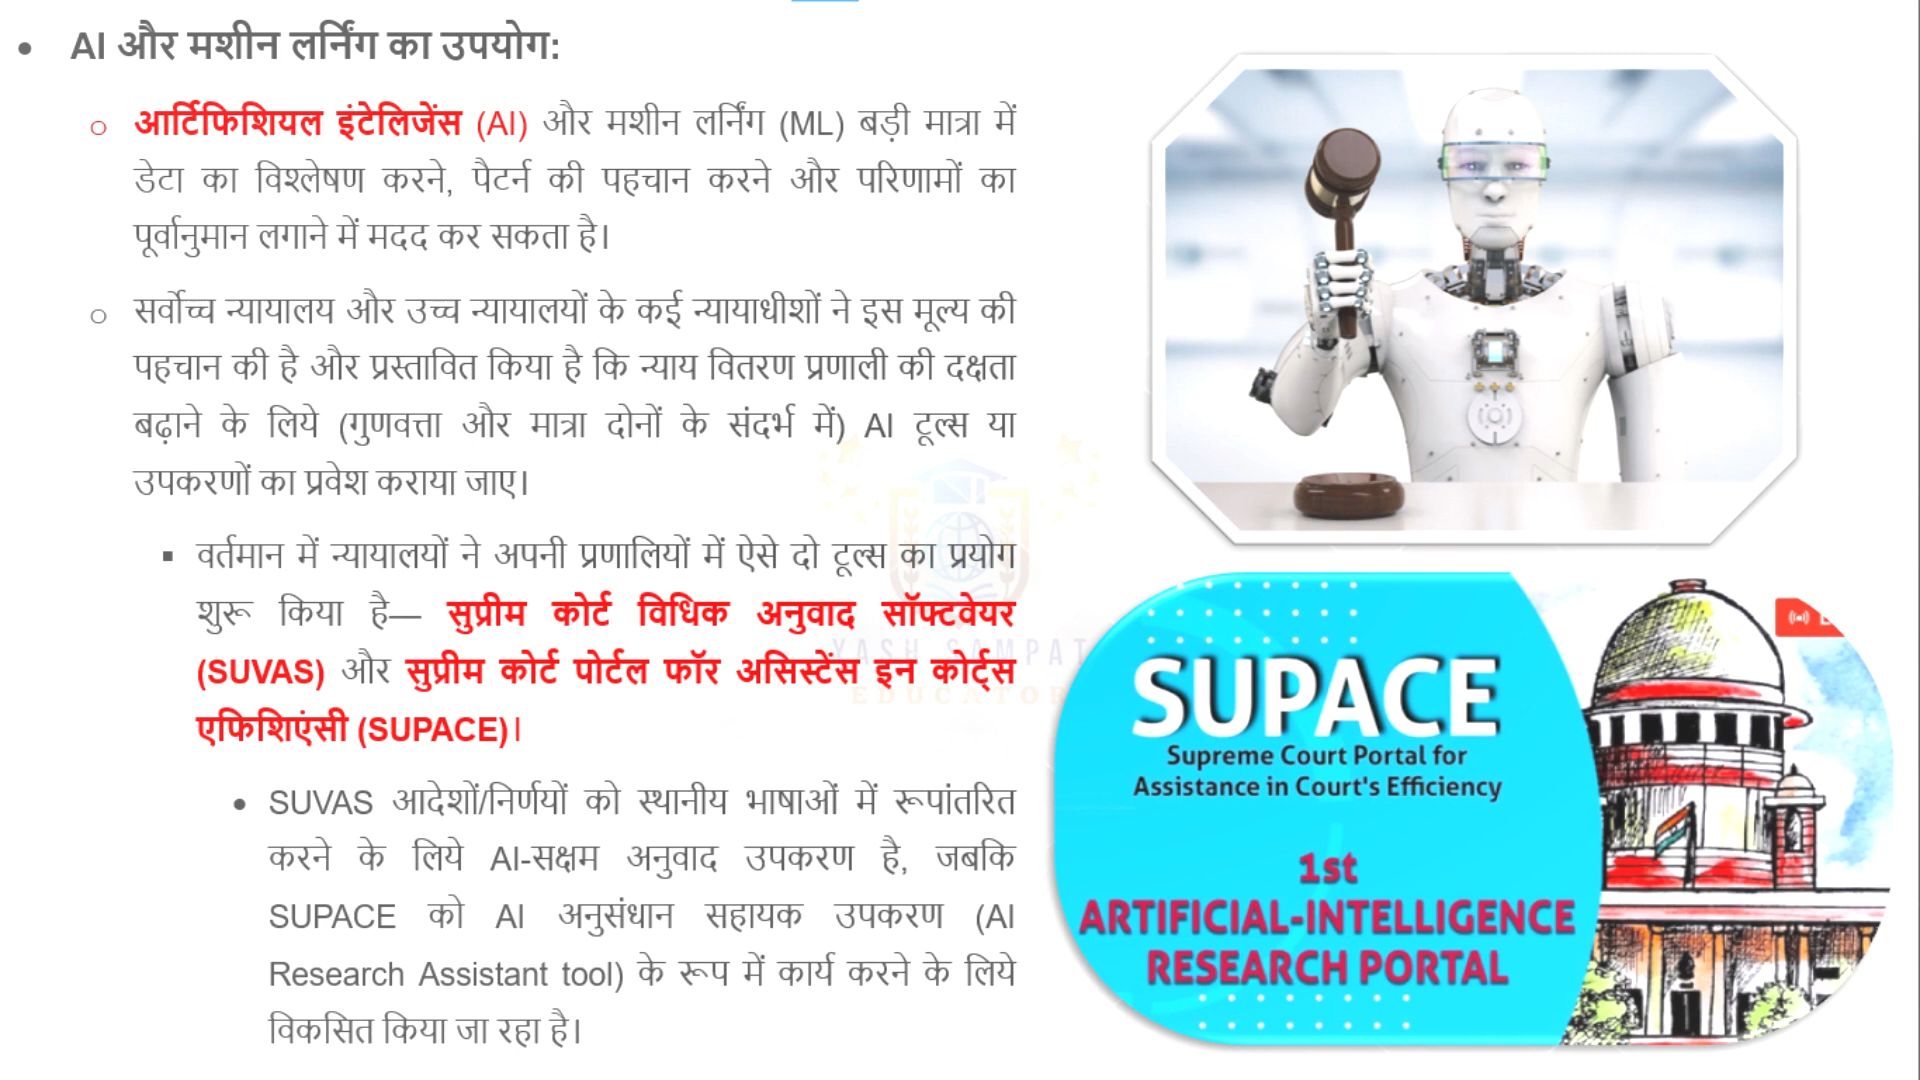 • AI और मशीन लर्निंग का उपयोग:
o आर्टिफिशियल इंटेलिजेंस (AI) और मशीन लर्निंग (ML) बड़ी मात्रा में
डेटा का विश्लेषण करने, पैटर्न की पहचान करने और परिणामों का
पूर्वानुमान लगाने में मदद कर सकता है।
o सर्वोच्च न्यायालय और उच्च न्यायालयों के कई न्यायाधीशों ने इस मूल्य की
पहचान की है और प्रस्तावित किया है कि न्याय वितरण प्रणाली की दक्षता
बढ़ाने के लिये (गुणवत्ता और मात्रा दोनों के संदर्भ में) AI टूल्स या
उपकरणों का प्रवेश कराया जाए।
▪ वर्तमान में न्यायालयों ने अपनी प्रणालियों में ऐसे दो टूल्स का प्रयोग
शुरू किया है— सुप्रीम कोर्ट विधिक अनुवाद सॉफ्टवेयर
(SUVAS) और सुप्रीम कोर्ट पोर्टल फॉर असिस्टेंस इन कोर्ट्स
एफिशिएंसी (SUPACE)।
• SUVAS आदेशों/निर्णयों को स्थानीय भाषाओं में रूपांतरित
करने के लिये AI-सक्षम अनुवाद उपकरण है, जबकि
SUPACE को AI अनुसंधान सहायक उपकरण (AI
Research Assistant tool) के रूप में कार्य करने के लिये
विकसित किया जा रहा है।
YASH SAMPAT
EDUCATOR
SUPACE
Supreme Court Portal for
Assistance in Court's Efficiency
1st
ARTIFICIAL-INTELLIGENCE
RESEARCH PORTAL